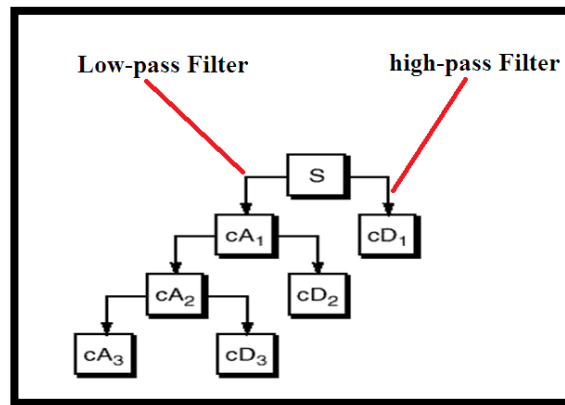 Low-pass Filter
high-pass Filter
S
cA₁
cD₁
cA₂
cD₂
cA₃
cD₃